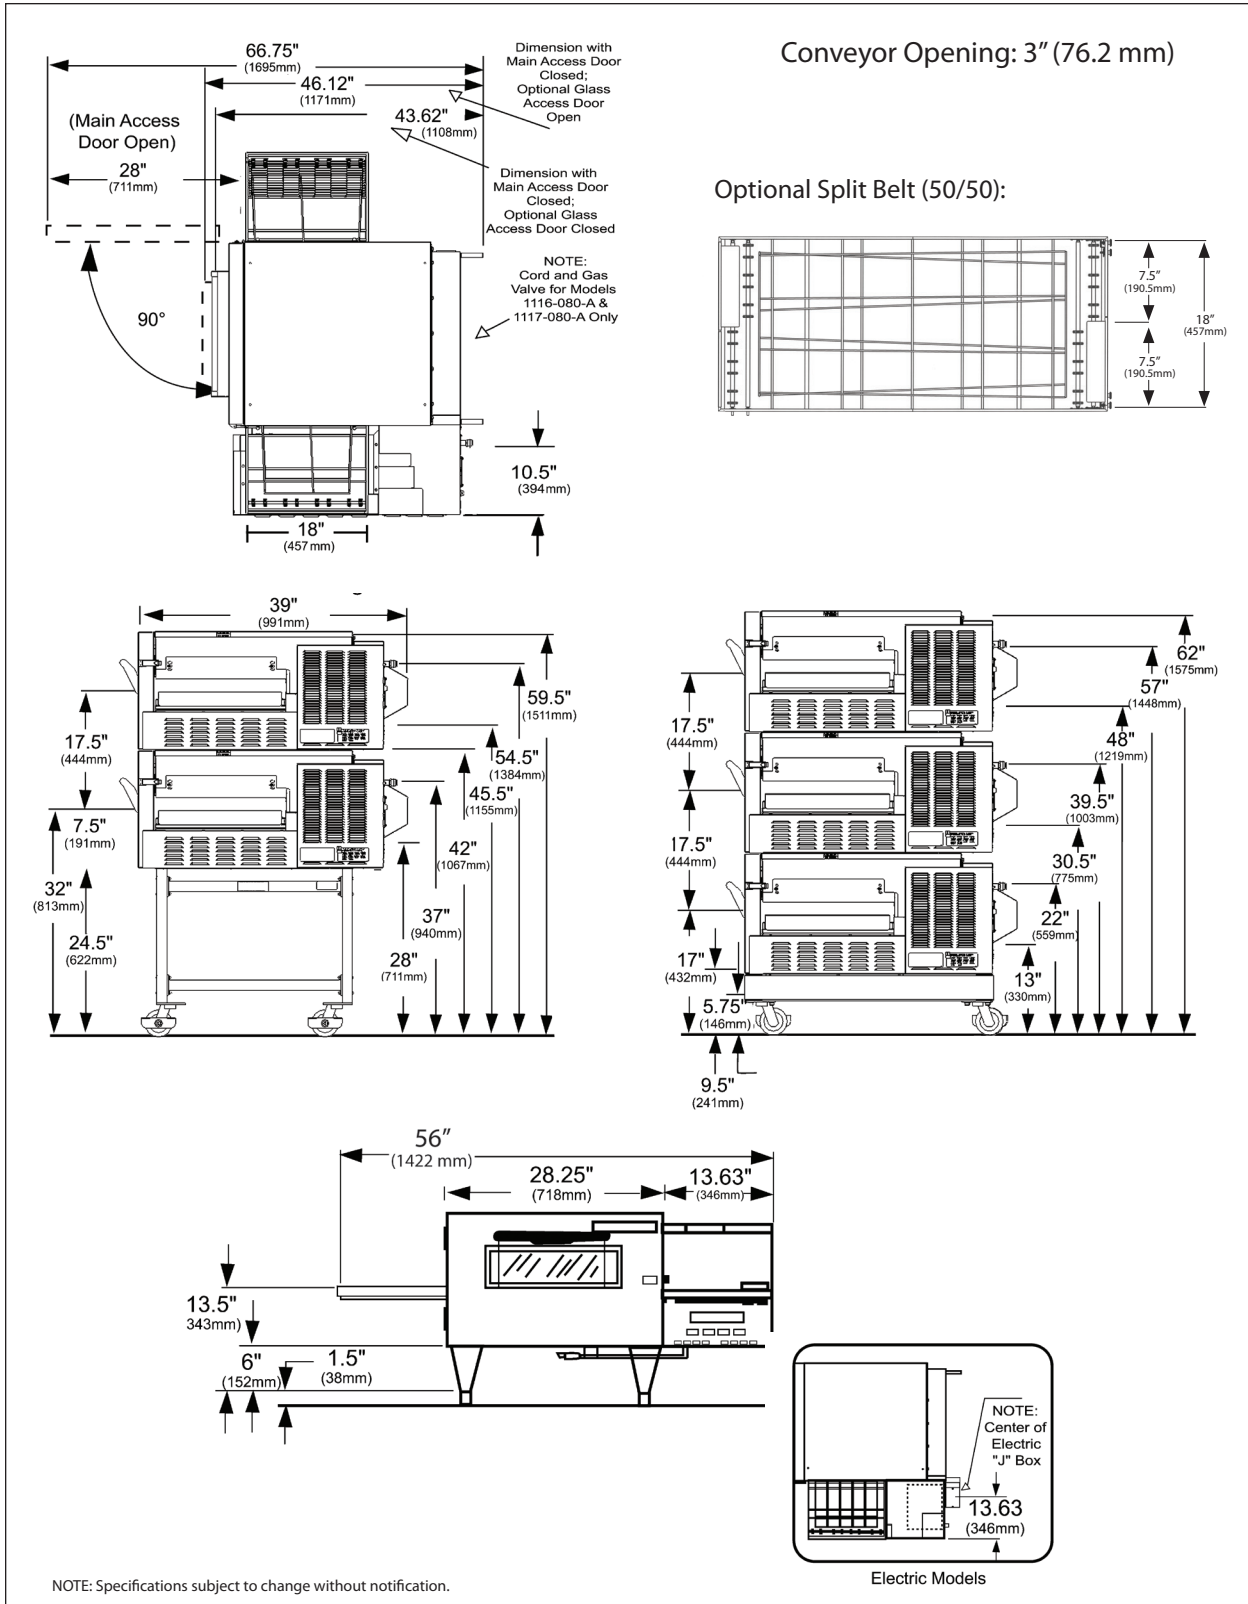 Conveyor Opening: 3” (76.2 mm)
66.75"
(1695mm)
46.12"
(1171mm)
43.62"
(1108mm)
Dimension with
Main Access Door
Closed;
Optional Glass
Access Door
Open
(Main Access
Door Open)
28"
(711mm)
Dimension with
Main Access Door
Closed;
Optional Glass
Access Door Closed
NOTE:
Cord and Gas
Valve for Models
1116-080-A &
1117-080-A Only
90°
10.5"
(394mm)
18"
(457mm)
Optional Split Belt (50/50):
7.5”
(190.5mm)
18”
(457mm)
7.5”
(190.5mm)
39"
(991mm)
59.5"
(1511mm)
17.5"
(444mm)
54.5"
(1384mm)
45.5"
(1155mm)
7.5"
(191mm)
42"
(1067mm)
32"
(813mm)
37"
(940mm)
24.5"
(622mm)
28"
(711mm)
62"
(1575mm)
57"
(1448mm)
17.5"
(444mm)
48"
(1219mm)
39.5"
(1003mm)
17.5"
(444mm)
30.5"
(775mm)
22"
(559mm)
17"
(432mm)
13"
(330mm)
5.75"
(146mm)
9.5"
(241mm)
56”
(1422 mm)
28.25"
(718mm)
13.63"
(346mm)
13.5"
343mm)
6"
(152mm)
1.5"
(38mm)
NOTE:
Center of
Electric
"J" Box
13.63
(346mm)
Electric Models
NOTE: Specifications subject to change without notification.